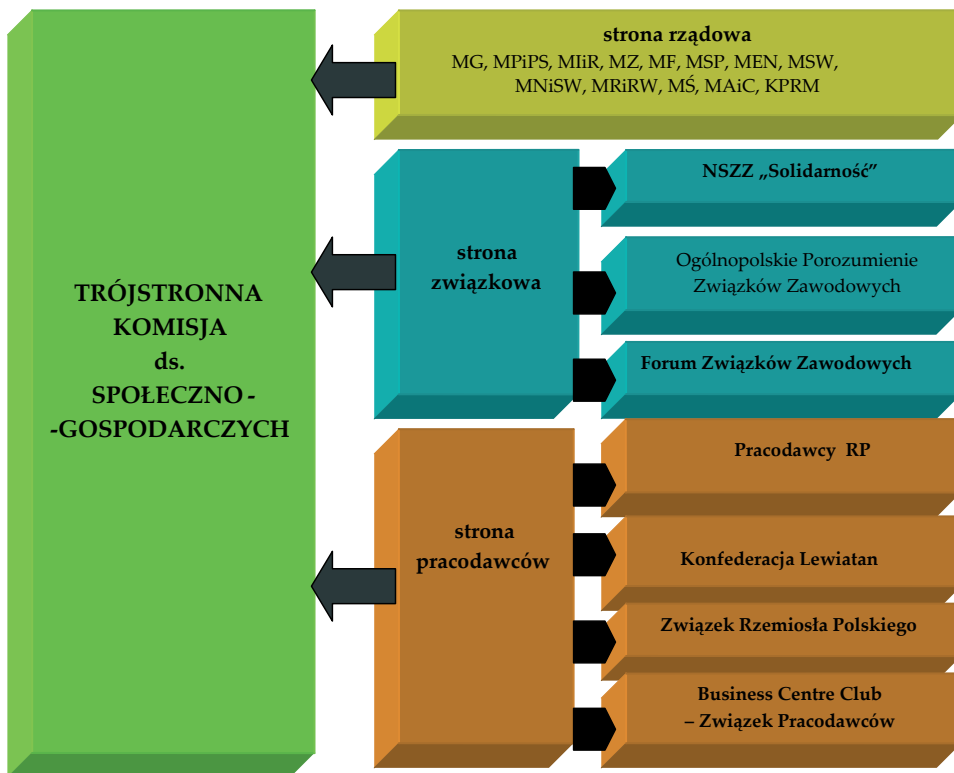 TRÓJSTRONNA
KOMISJA
ds.
SPOŁECZNO -
-GOSPODARCZYCH
strona rządowa
MG, MPiPS, MIiR, MZ, MF, MSP, MEN, MSW,
MNiSW, MRiRW, MŚ, MAiC, KPRM
strona
związkowa
NSZZ „Solidarność”
Ogólnopolskie Porozumienie
Związków Zawodowych
Forum Związków Zawodowych
strona
pracodawców
Pracodawcy RP
Konfederacja Lewiatan
Związek Rzemiosła Polskiego
Business Centre Club
– Związek Pracodawców